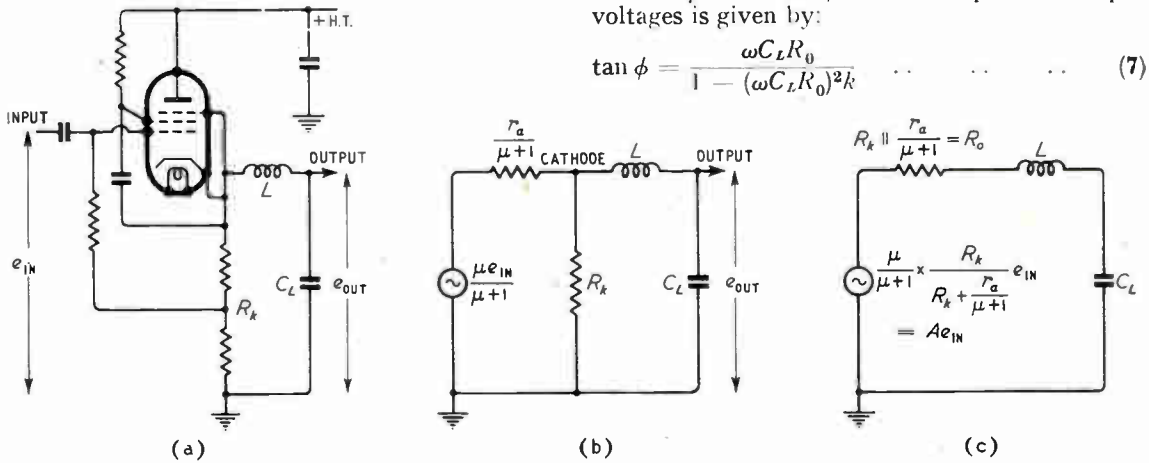 voltages is given by:
tan φ = ωC_L R_0 / 1 − (ωC_L R_0)²k .. .. .. (7)
+ H.T.
INPUT
OUTPUT
L
e_IN
R_k
C_L
e_OUT
(a)
r_a / μ+1
CATHODE
L
OUTPUT
μe_IN / μ+1
R_k
C_L
e_OUT
(b)
R_k || r_a / μ+1 = R_o
L
μ / μ+1 × R_k / R_k + r_a / μ+1 e_IN
= Ae_IN
C_L
(c)